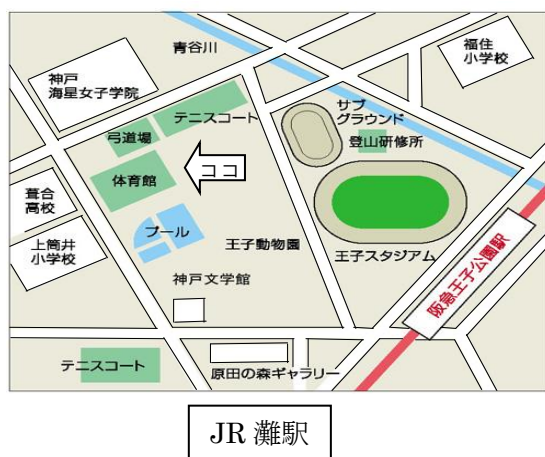 青谷川
福住
小学校
神戸
海星女子学院
サブ
グラウンド
テニスコート
弓道場
登山研修所
ココ
体育館
葺合
高校
プール
上筒井
小学校
王子動物園
王子スタジアム
阪急王子公園駅
神戸文学館
テニスコート
原田の森ギャラリー
JR 灘駅